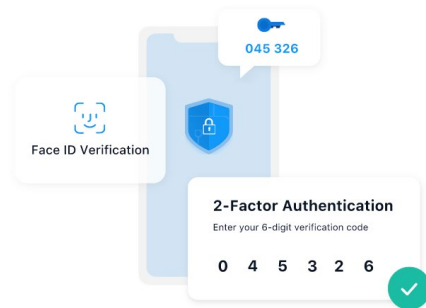 045 326
Face ID Verification
2-Factor Authentication
Enter your 6-digit verification code
0 4 5 3 2 6